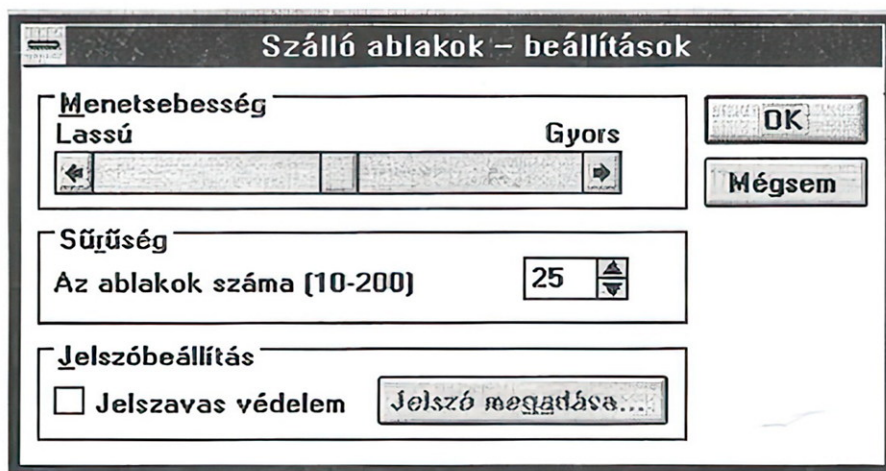 Szálló ablakok – beállítások
Menetsebesség
Lassú Gyors
OK
Mégsem
Sűrűség
Az ablakok száma (10-200) 25
Jelszóbeállítás
Jelszavas védelem Jelszó megadása...